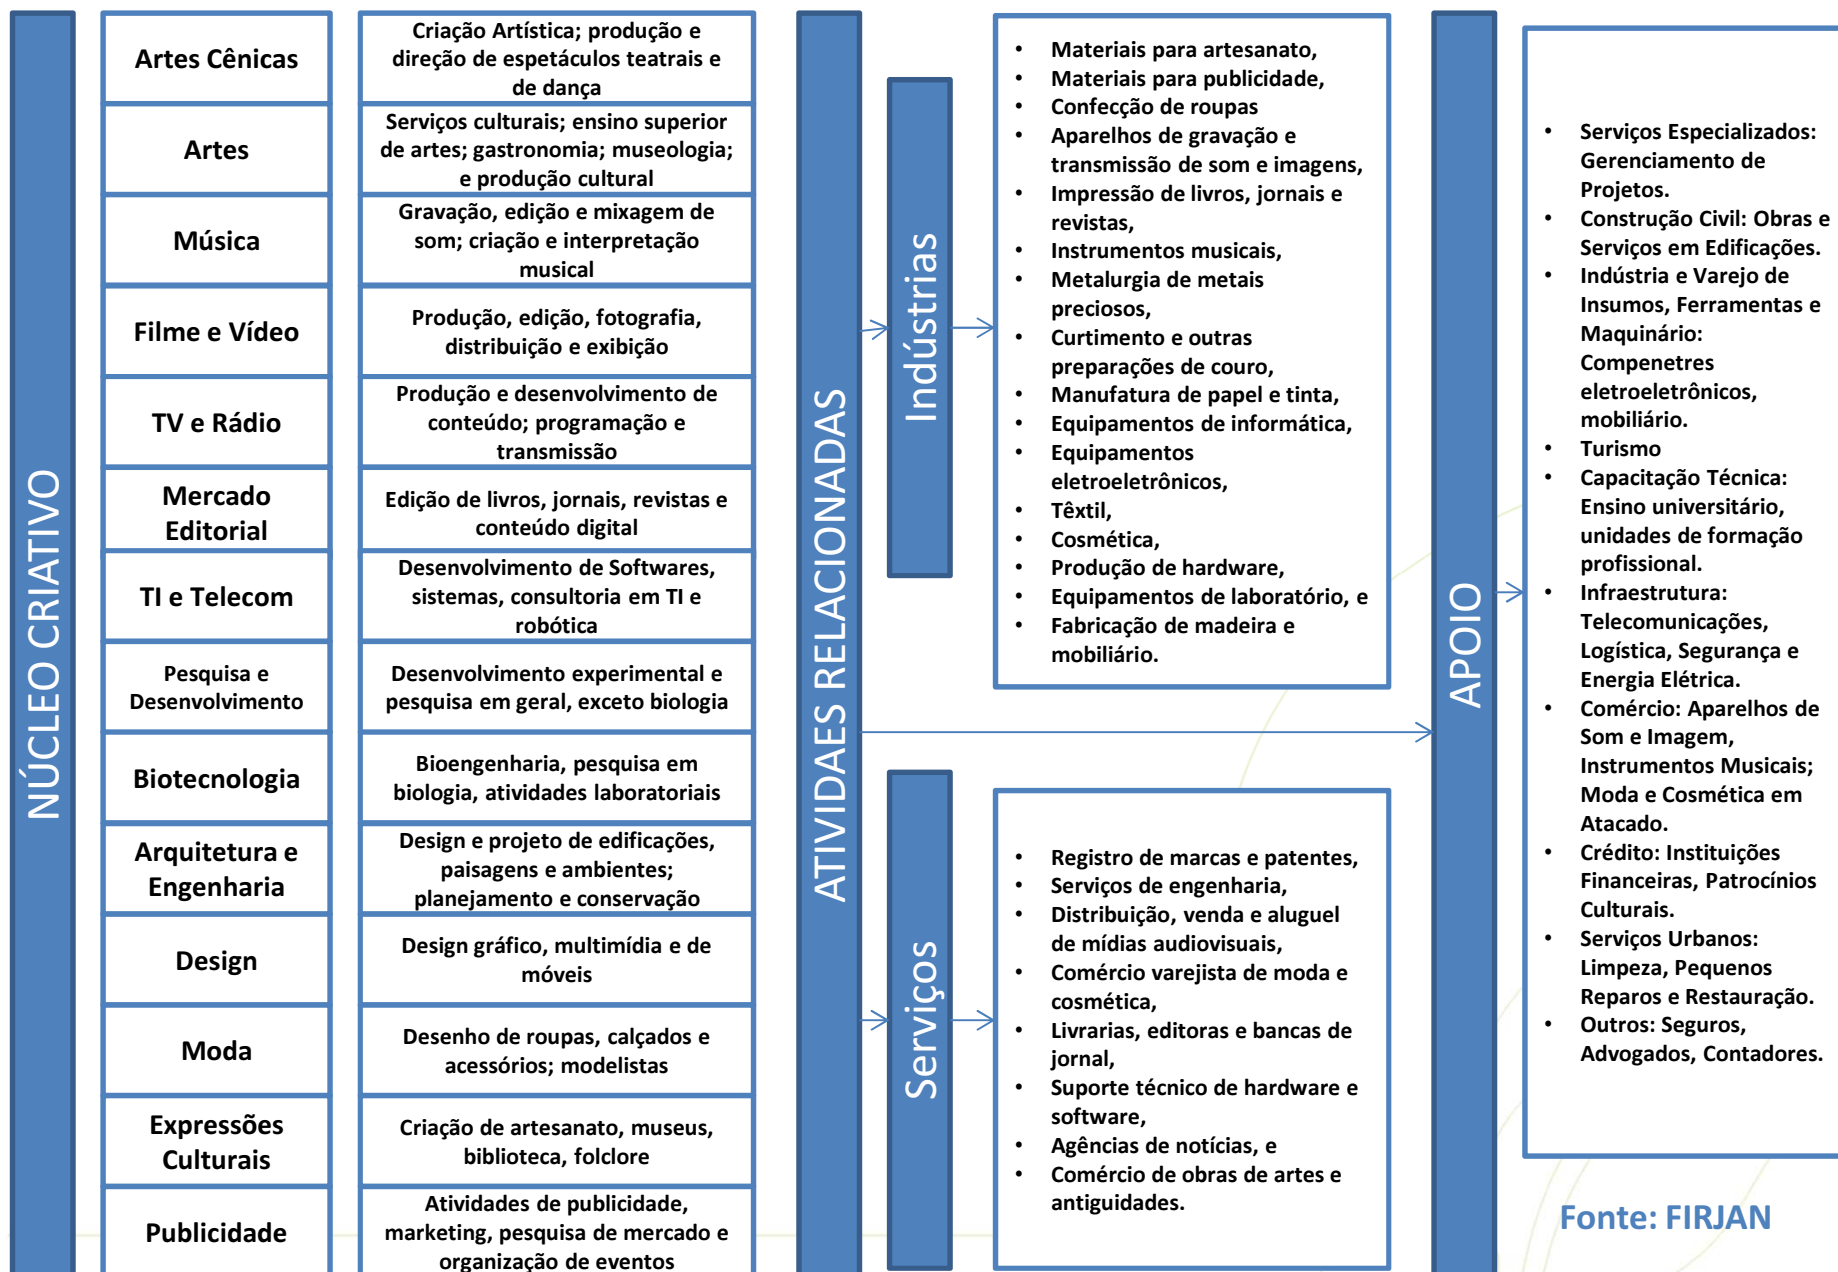 NÚCLEO CRIATIVO
Artes Cênicas
Criação Artística; produção e
direção de espetáculos teatrais e
de dança
Artes
Serviços culturais; ensino superior
de artes; gastronomia; museologia;
e produção cultural
Música
Gravação, edição e mixagem de
som; criação e interpretação
musical
Filme e Vídeo
Produção, edição, fotografia,
distribuição e exibição
TV e Rádio
Produção e desenvolvimento de
conteúdo; programação e
transmissão
Mercado
Editorial
Edição de livros, jornais, revistas e
conteúdo digital
TI e Telecom
Desenvolvimento de Softwares,
sistemas, consultoria em TI e
robótica
Pesquisa e
Desenvolvimento
Desenvolvimento experimental e
pesquisa em geral, exceto biologia
Biotecnologia
Bioengenharia, pesquisa em
biologia, atividades laboratoriais
Arquitetura e
Engenharia
Design e projeto de edificações,
paisagens e ambientes;
planejamento e conservação
Design
Design gráfico, multimídia e de
móveis
Moda
Desenho de roupas, calçados e
acessórios; modelistas
Expressões
Culturais
Criação de artesanato, museus,
biblioteca, folclore
Publicidade
Atividades de publicidade,
marketing, pesquisa de mercado e
organização de eventos
ATIVIDAES RELACIONADAS
Indústrias
• Materiais para artesanato,
• Materiais para publicidade,
• Confecção de roupas
• Aparelhos de gravação e
transmissão de som e imagens,
• Impressão de livros, jornais e
revistas,
• Instrumentos musicais,
• Metalurgia de metais
preciosos,
• Curtimento e outras
preparações de couro,
• Manufatura de papel e tinta,
• Equipamentos de informática,
• Equipamentos
eletroeletrônicos,
• Têxtil,
• Cosmética,
• Produção de hardware,
• Equipamentos de laboratório, e
• Fabricação de madeira e
mobiliário.
Serviços
• Registro de marcas e patentes,
• Serviços de engenharia,
• Distribuição, venda e aluguel
de mídias audiovisuais,
• Comércio varejista de moda e
cosmética,
• Livrarias, editoras e bancas de
jornal,
• Suporte técnico de hardware e
software,
• Agências de notícias, e
• Comércio de obras de artes e
antiguidades.
APOIO
• Serviços Especializados:
Gerenciamento de
Projetos.
• Construção Civil: Obras e
Serviços em Edificações.
• Indústria e Varejo de
Insumos, Ferramentas e
Maquinário:
Compenetres
eletroeletrônicos,
mobiliário.
• Turismo
• Capacitação Técnica:
Ensino universitário,
unidades de formação
profissional.
• Infraestrutura:
Telecomunicações,
Logística, Segurança e
Energia Elétrica.
• Comércio: Aparelhos de
Som e Imagem,
Instrumentos Musicais;
Moda e Cosmética em
Atacado.
• Crédito: Instituições
Financeiras, Patrocínios
Culturais.
• Serviços Urbanos:
Limpeza, Pequenos
Reparos e Restauração.
• Outros: Seguros,
Advogados, Contadores.
Fonte: FIRJAN